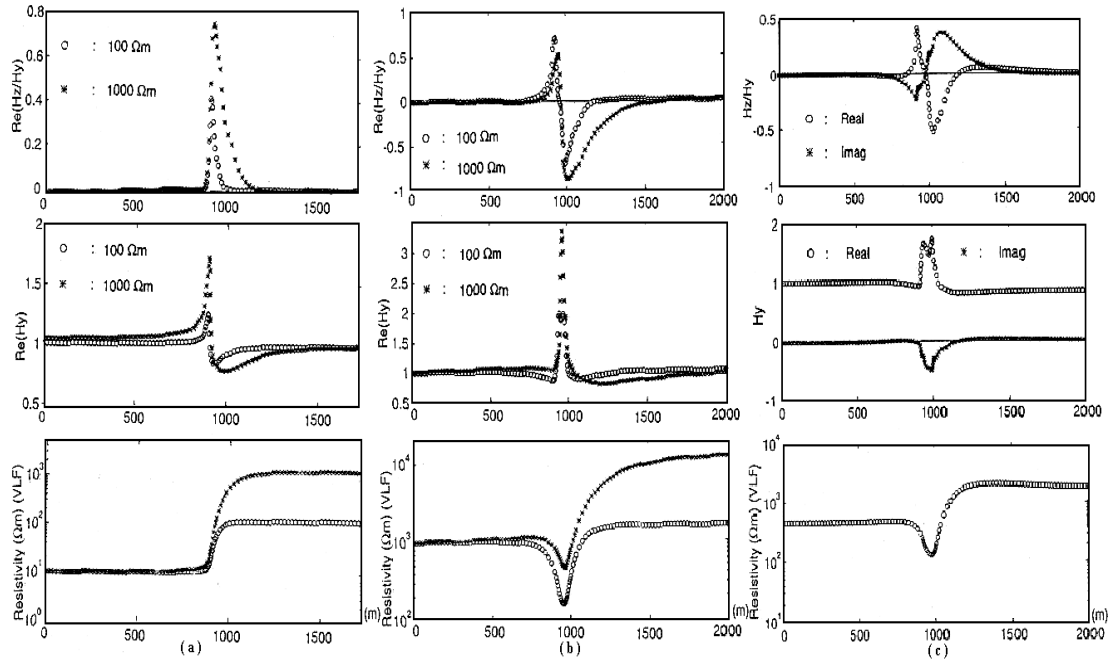 0.8
0.6
0.4
0.2
0
Re(Hz/Hy)
o : 100 Ωm
* : 1000 Ωm
0 500 1000 1500
1
0.5
0
-0.5
-1
Re(Hz/Hy)
o : 100 Ωm
* : 1000 Ωm
0 500 1000 1500 2000
0.5
0
-0.5
-1
Hz/Hy
o : Real
* : Imag
0 500 1000 1500 2000
2
1.5
1
0.5
Re(Hy)
o : 100 Ωm
* : 1000 Ωm
0 500 1000 1500
3
2.5
2
1.5
1
0.5
Re(Hy)
o : 100 Ωm
* : 1000 Ωm
0 500 1000 1500 2000
2
1
0
-1
Hy
o : Real * : Imag
0 500 1000 1500 2000
10³
10²
10¹
10⁰
Resistivity (Ωm) (VLF)
0 500 1000 1500 (m)
(a)
10⁴
10³
10²
Resistivity (Ωm) (VLF)
0 500 1000 1500 2000
(b)
10⁴
10³
10²
10¹
Resistivity (Ωm) (VLF)
0 500 1000 1500 2000 (m)
(c)